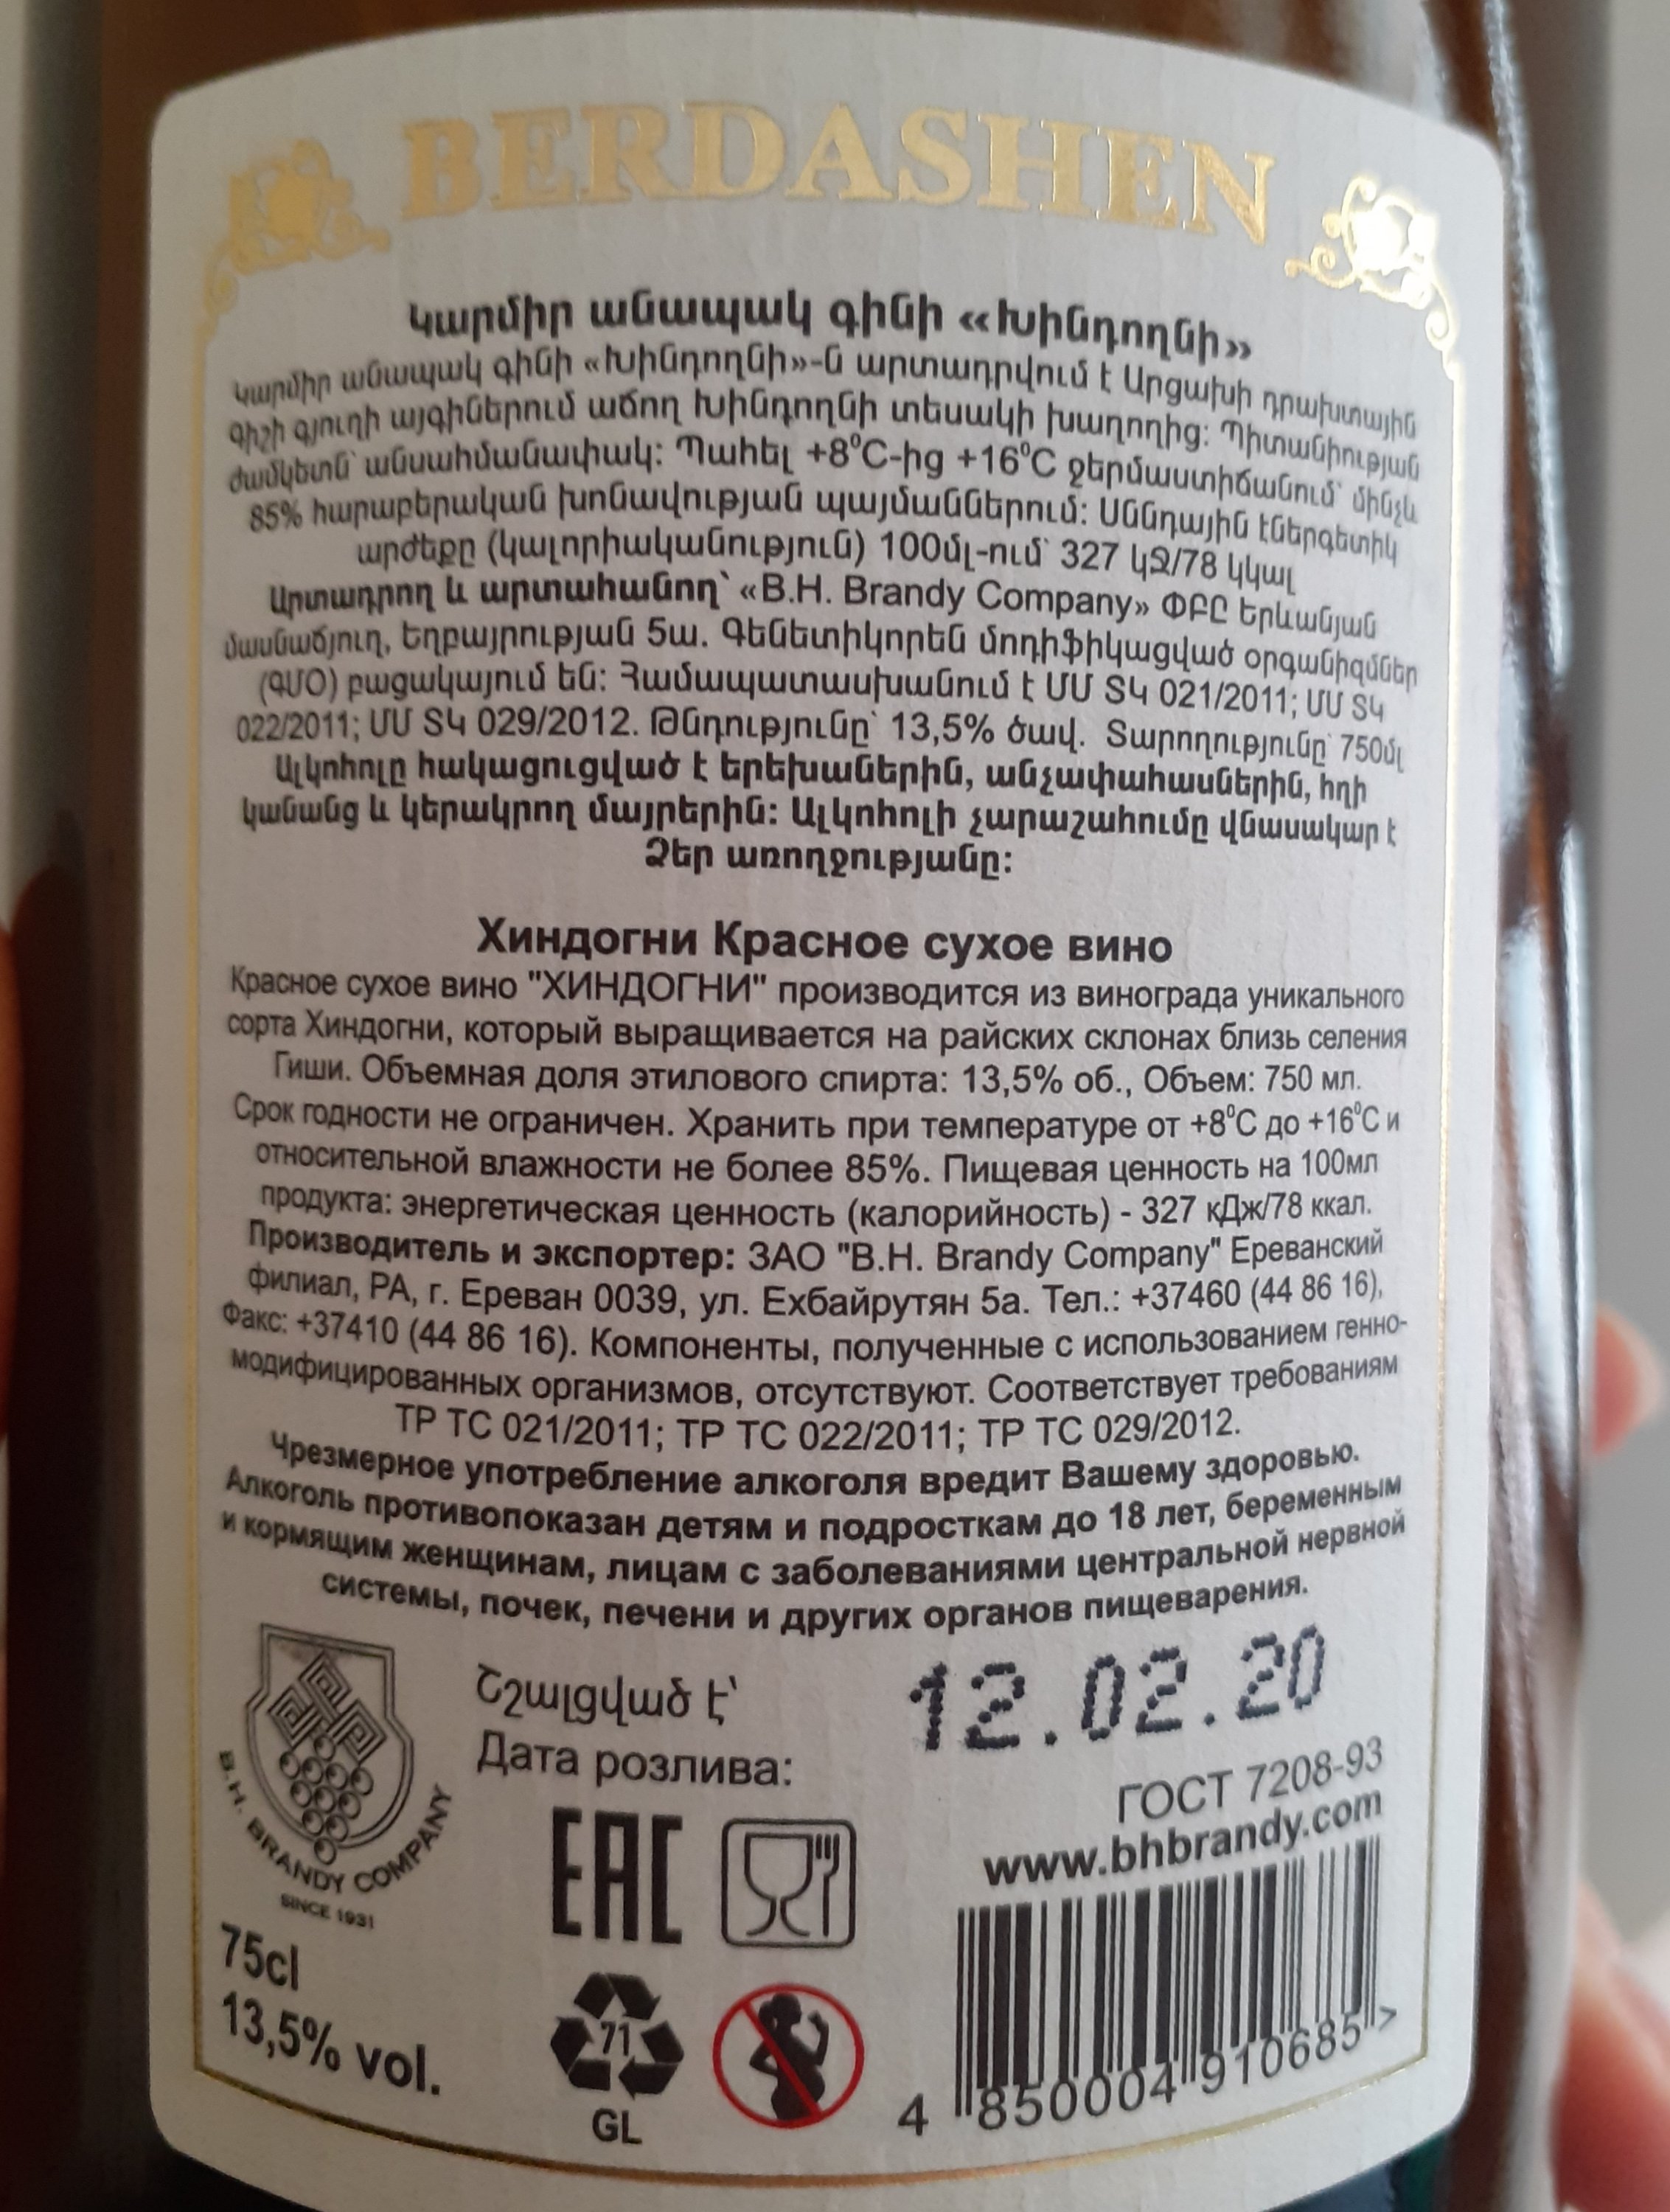 BERDASHEN
Կարմիր անապակ գինի «Խինդողնի»
Կարմիր անապակ գինի «Խինդողնի»-ն արտադրվում է Արցախի դրախտային
Գիշի գյուղի այգիներում աճող Խինդողնի տեսակի խաղողից: Պիտանիության
ժամկետն՝ անսահմանափակ: Պահել +8⁰C-ից +16⁰C ջերմաստիճանում՝ մինչև
85% հարաբերական խոնավության պայմաններում: Սննդային էներգետիկ
արժեքը (կալորիականություն) 100մլ-ում՝ 327 կՋ/78 կկալ
Արտադրող և արտահանող՝ «B.H. Brandy Company» ՓԲԸ Երևանյան
մասնաճյուղ, Եղբայրության 5ա. Գենետիկորեն մոդիֆիկացված օրգանիզմներ
(ԳՄՕ) բացակայում են: Համապատասխանում է ՄՄ ՏԿ 021/2011; ՄՄ ՏԿ
022/2011; ՄՄ ՏԿ 029/2012. Թնդությունը՝ 13,5% ծավ. Տարողությունը՝ 750մլ
Ալկոհոլը հակացուցված է երեխաներին, անչափահասներին, հղի
կանանց և կերակրող մայրերին: Ալկոհոլի չարաշահումը վնասակար է
Ձեր առողջությանը:
Хиндогни Красное сухое вино
Красное сухое вино "ХИНДОГНИ" производится из винограда уникального
сорта Хиндогни, который выращивается на райских склонах близь селения
Гиши. Объемная доля этилового спирта: 13,5% об., Объем: 750 мл.
Срок годности не ограничен. Хранить при температуре от +8⁰C до +16⁰C и
относительной влажности не более 85%. Пищевая ценность на 100мл
продукта: энергетическая ценность (калорийность) - 327 кДж/78 ккал.
Производитель и экспортер: ЗАО "B.H. Brandy Company" Ереванский
филиал, РА, г. Ереван 0039, ул. Ехбайрутян 5а. Тел.: +37460 (44 86 16),
Факс: +37410 (44 86 16). Компоненты, полученные с использованием генно-
модифицированных организмов, отсутствуют. Соответствует требованиям
ТР ТС 021/2011; ТР ТС 022/2011; ТР ТС 029/2012.
Чрезмерное употребление алкоголя вредит Вашему здоровью.
Алкоголь противопоказан детям и подросткам до 18 лет, беременным
и кормящим женщинам, лицам с заболеваниями центральной нервной
системы, почек, печени и других органов пищеварения.
Շշալցված է՝
Дата розлива:
12.02.20
B.H. BRANDY COMPANY
SINCE 1931
75cl
13,5% vol.
EAC
71
GL
ГОСТ 7208-93
www.bhbrandy.com
4 850004 910685 >